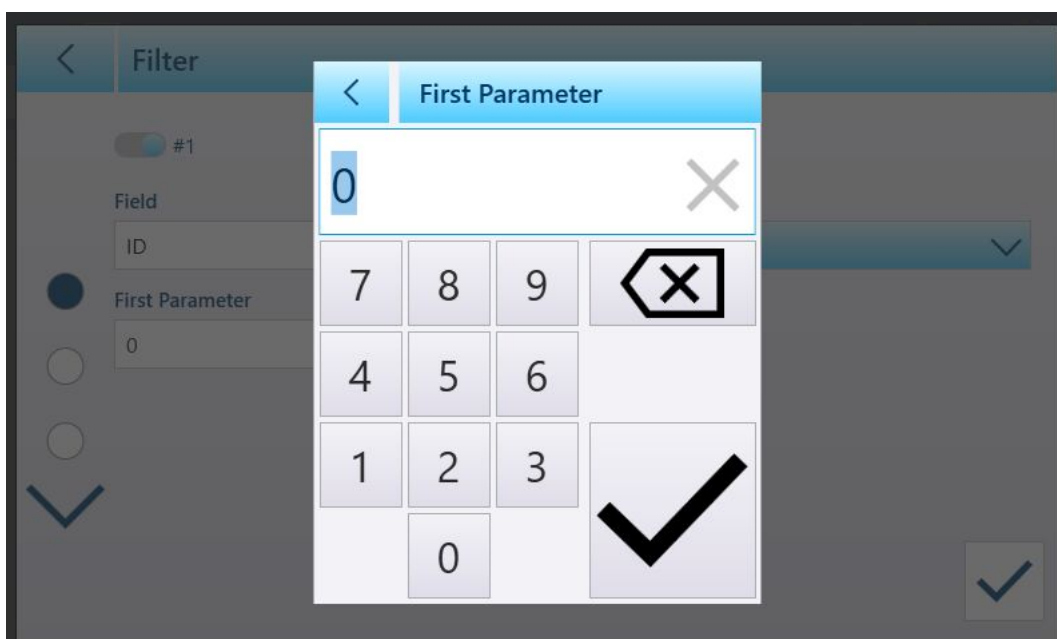 Filter
First Parameter
#1
0
Field
ID
First Parameter
0
7 8 9
4 5 6
1 2 3
0